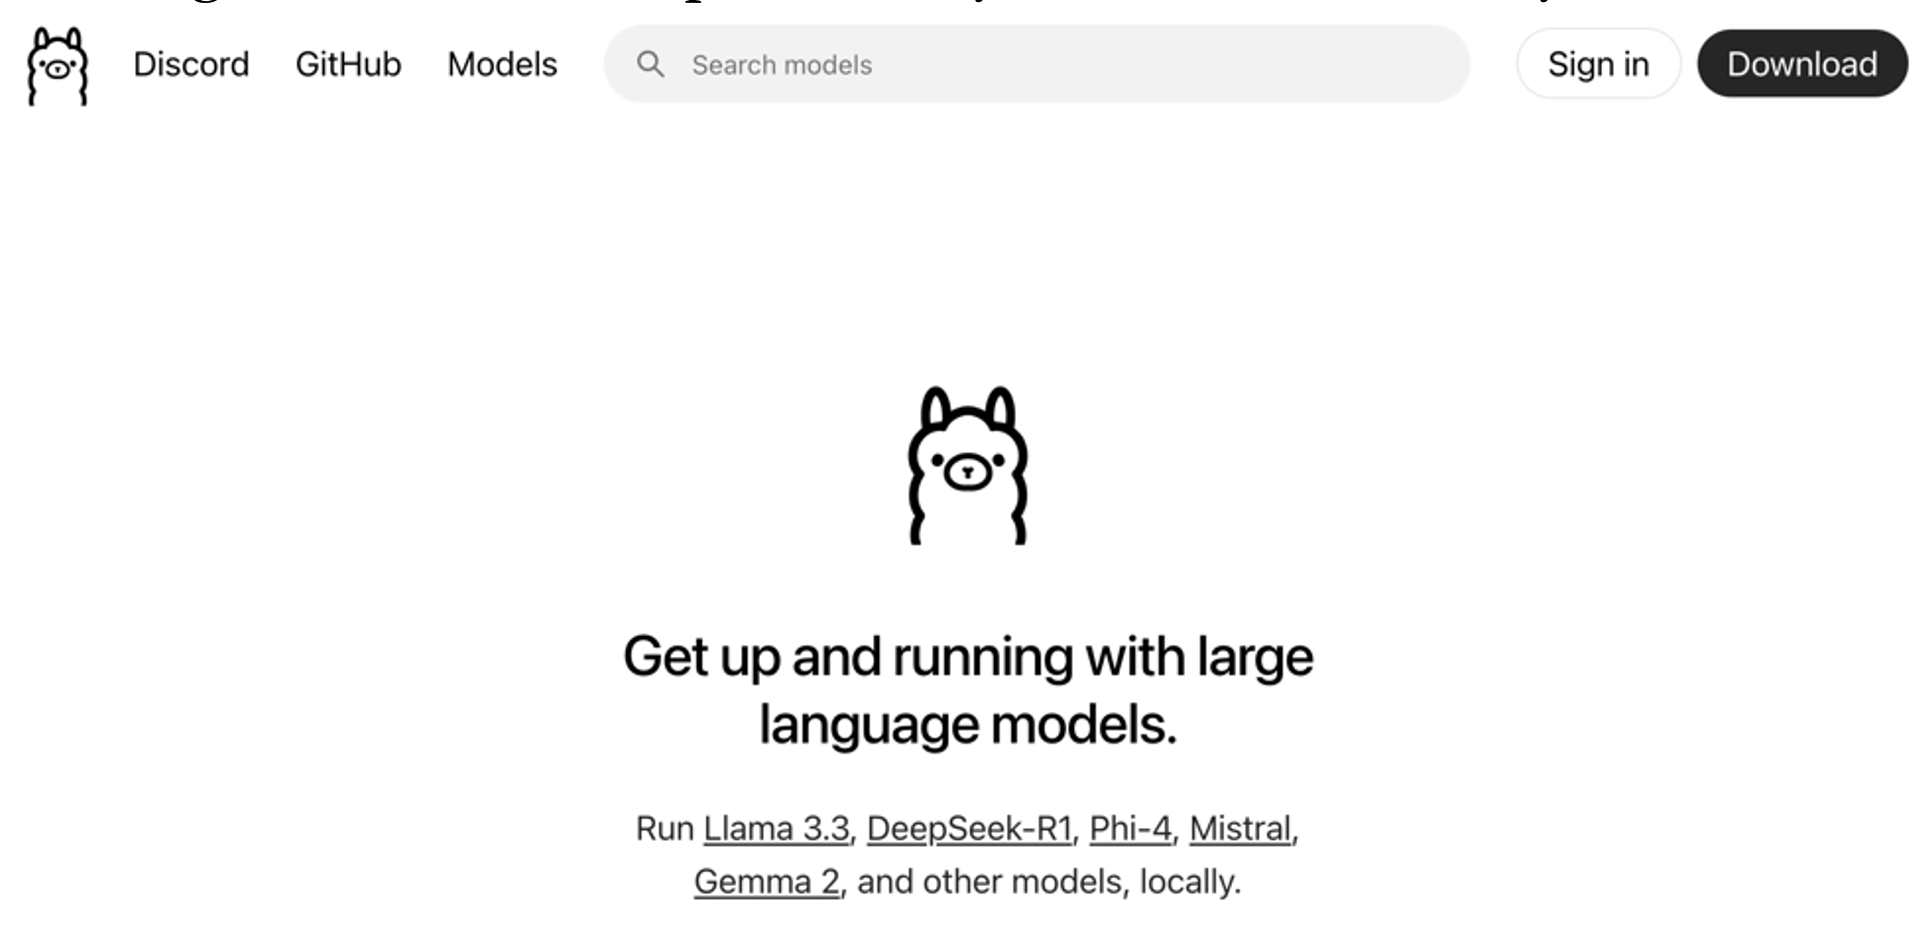 Discord GitHub Models Search models Sign in Download
Get up and running with large
language models.
Run Llama 3.3, DeepSeek-R1, Phi-4, Mistral,
Gemma 2, and other models, locally.